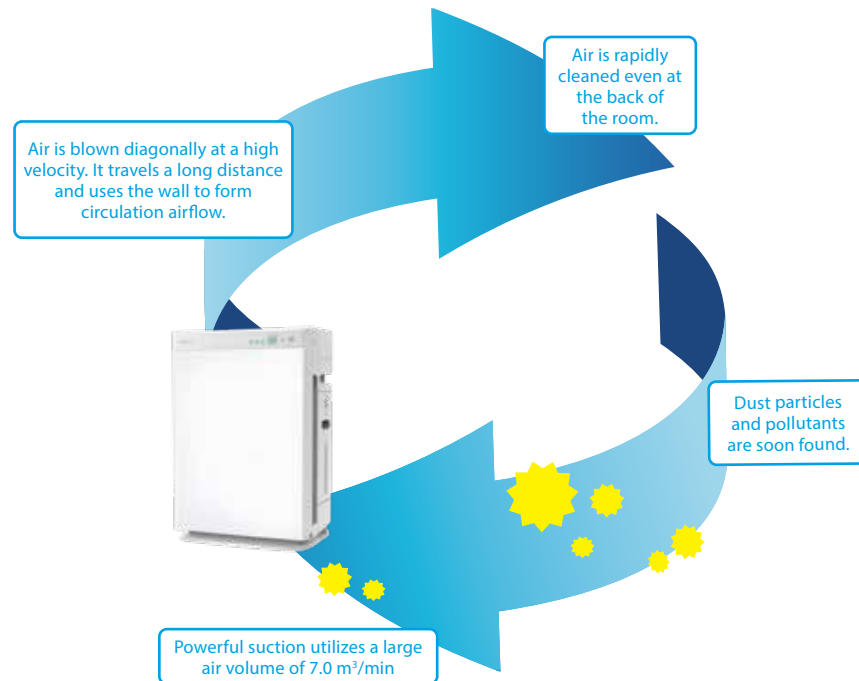 Air is rapidly
cleaned even at
the back of
the room.
Air is blown diagonally at a high
velocity. It travels a long distance
and uses the wall to form
circulation airflow.
Dust particles
and pollutants
are soon found.
Powerful suction utilizes a large
air volume of 7.0 m³/min